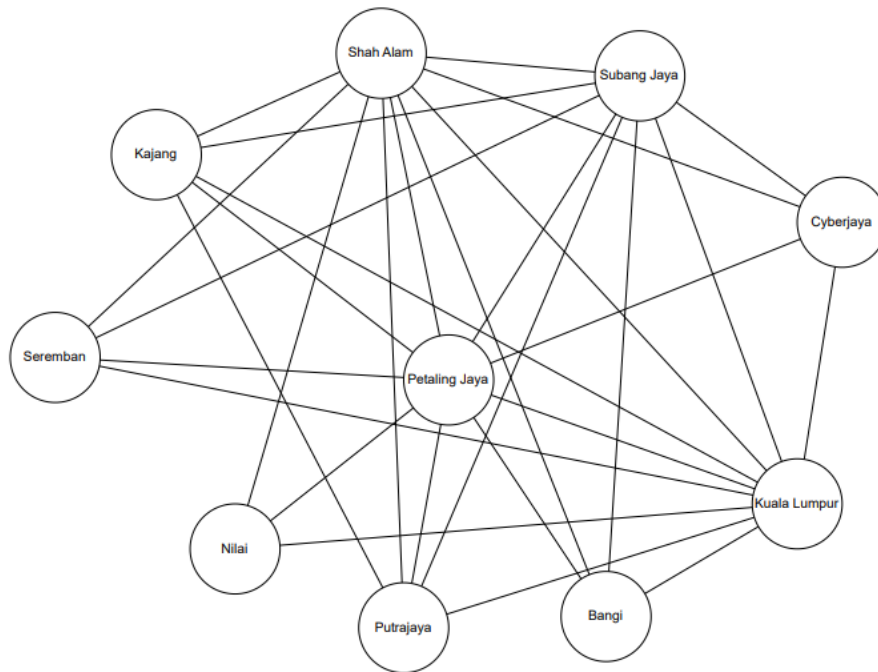 Shah Alam
Subang Jaya
Kajang
Cyberjaya
Seremban
Petaling Jaya
Kuala Lumpur
Nilai
Putrajaya
Bangi